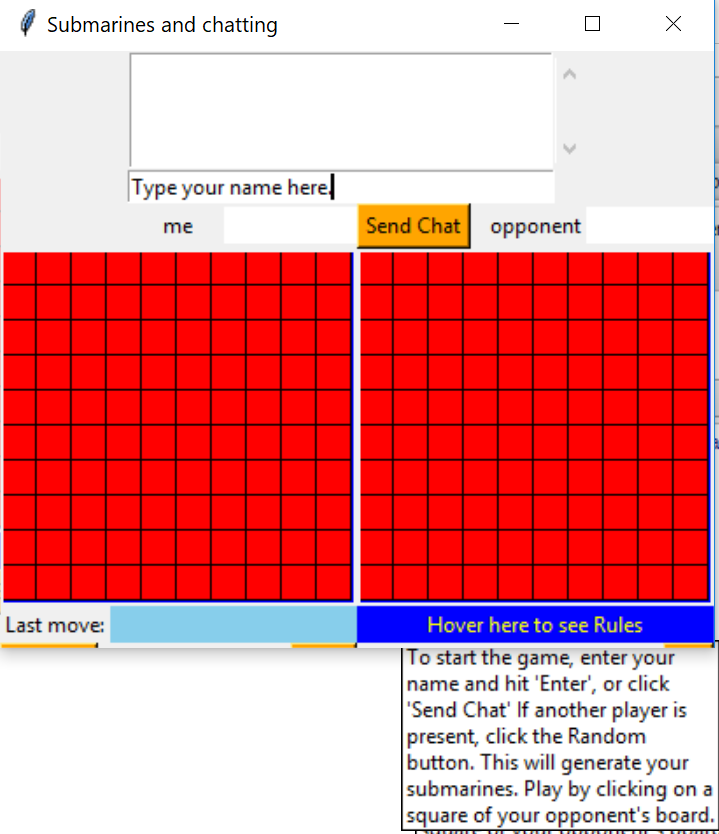 Submarines and chatting
Type your name here.
me
Send Chat
opponent
Last move:
Hover here to see Rules
To start the game, enter your
name and hit 'Enter', or click
'Send Chat' If another player is
present, click the Random
button. This will generate your
submarines. Play by clicking on a
square of your opponent's board.